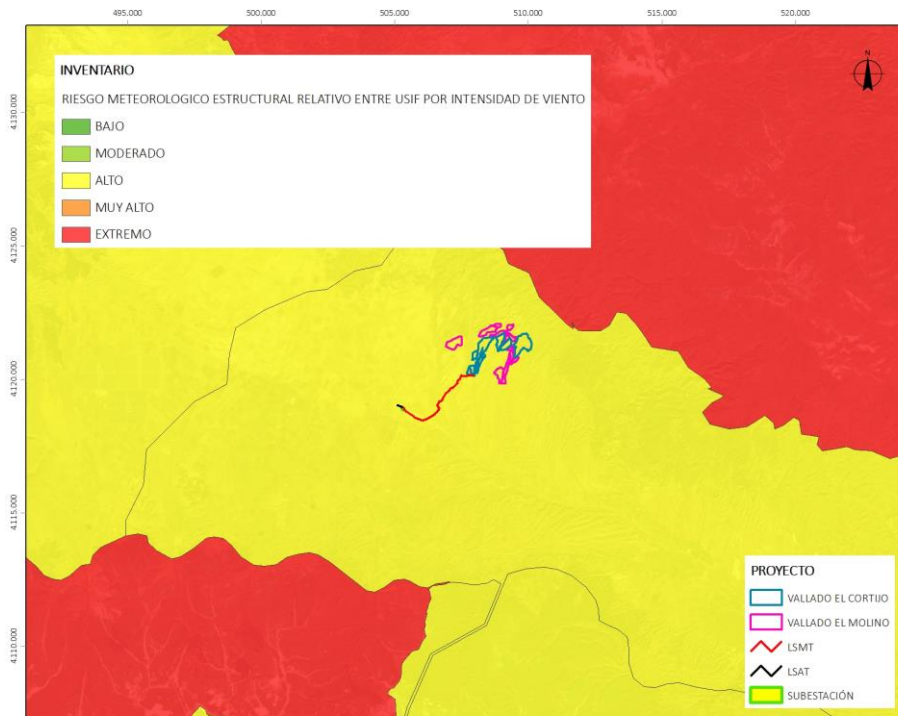 495.000 500.000 505.000 510.000 515.000 520.000
INVENTARIO
RIESGO METEOROLOGICO ESTRUCTURAL RELATIVO ENTRE USIF POR INTENSIDAD DE VIENTO
BAJO
MODERADO
ALTO
MUY ALTO
EXTREMO
N
4.130.000
4.125.000
4.120.000
4.115.000
4.110.000
PROYECTO
VALLADO EL CORTIJO
VALLADO EL MOLINO
LSMT
LSAT
SUBESTACIÓN